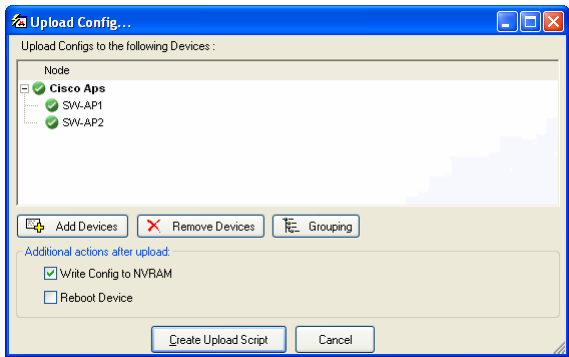 Upload Config...
Upload Configs to the following Devices :
Node
Cisco Aps
SW-AP1
SW-AP2
Add Devices Remove Devices Grouping
Additional actions after upload:
Write Config to NVRAM
Reboot Device
Create Upload Script Cancel